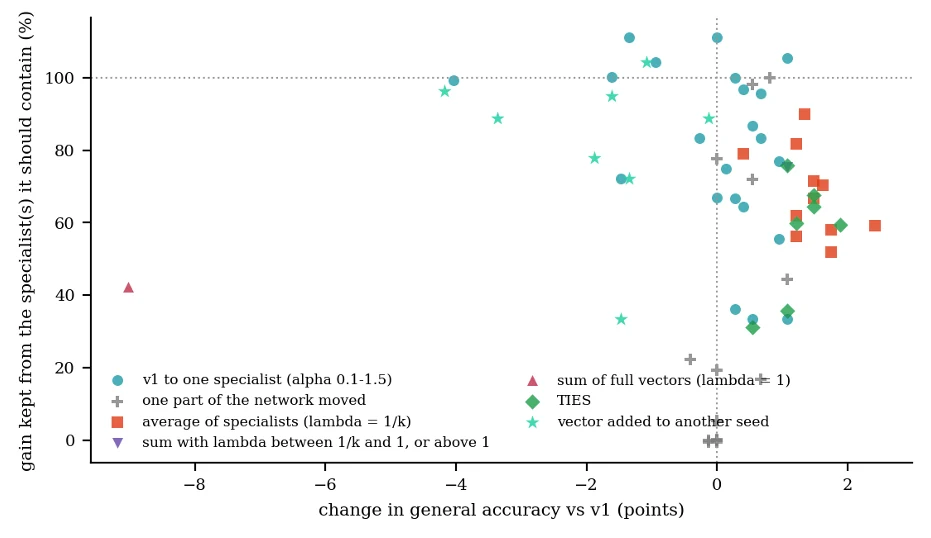 gain kept from the specialist(s) it should contain (%)
100
80
60
40
20
0
v1 to one specialist (alpha 0.1-1.5)
one part of the network moved
average of specialists (lambda = 1/k)
sum with lambda between 1/k and 1, or above 1
sum of full vectors (lambda = 1)
TIES
vector added to another seed
−8 −6 −4 −2 0 2
change in general accuracy vs v1 (points)